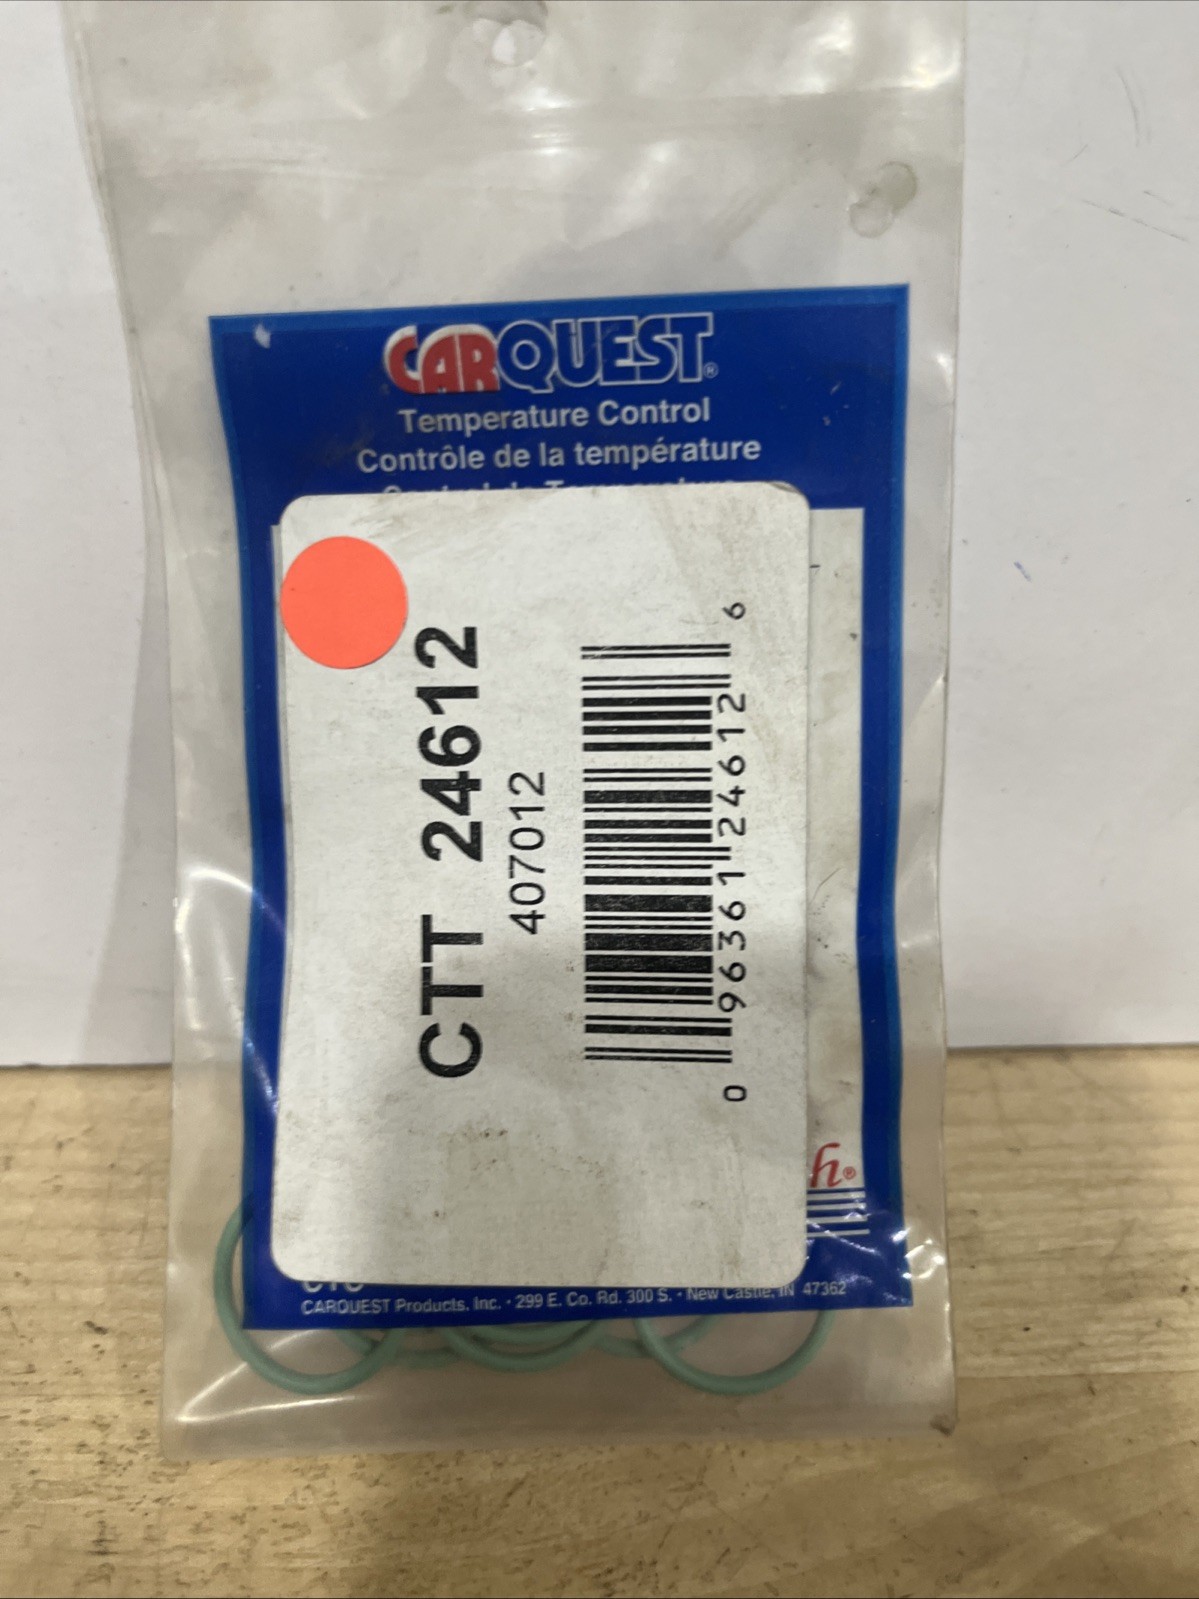 CARQUEST®
Temperature Control
Contrôle de la température
CTT 24612
407012
0 96361 24612 6
h®
CARQUEST Products, Inc. • 299 E. Co. Rd. 300 S. • New Castle, IN 47362